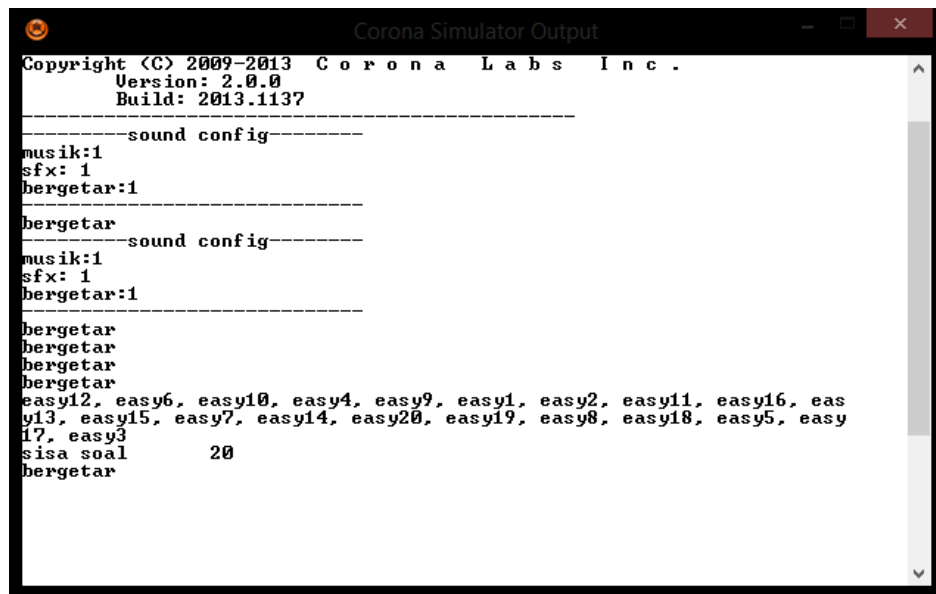 Corona Simulator Output
Copyright (C) 2009-2013 C o r o n a L a b s I n c .
Version: 2.0.0
Build: 2013.1137
-----------------------------------------------
---------sound config--------
musik:1
sfx: 1
bergetar:1
-----------------------------
bergetar
---------sound config--------
musik:1
sfx: 1
bergetar:1
-----------------------------
bergetar
bergetar
bergetar
bergetar
easy12, easy6, easy10, easy4, easy9, easy1, easy2, easy11, easy16, eas
y13, easy15, easy7, easy14, easy20, easy19, easy8, easy18, easy5, easy
17, easy3
sisa soal 20
bergetar